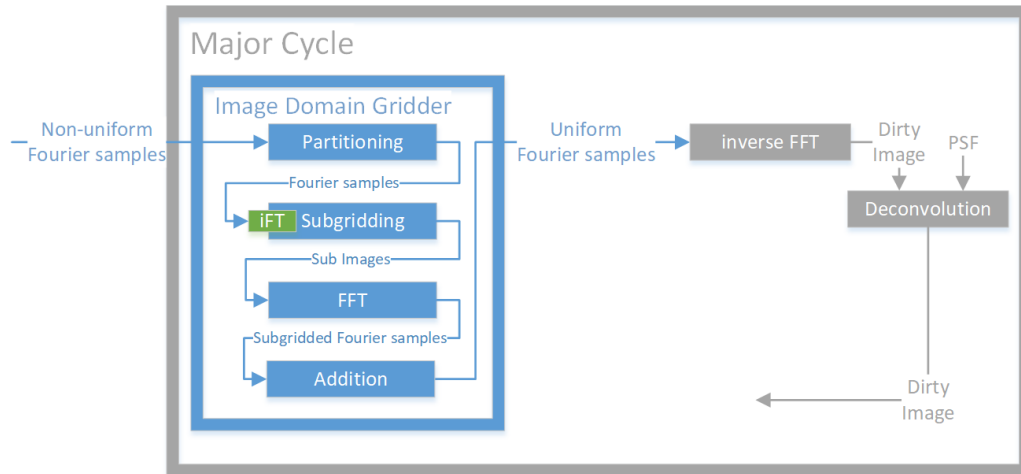 Major Cycle
Image Domain Gridder
Non-uniform
Fourier samples
Partitioning
Fourier samples
iFT
Subgridding
Sub Images
FFT
Subgridded Fourier samples
Addition
Uniform
Fourier samples
inverse FFT
Dirty
Image
PSF
Deconvolution
Dirty
Image